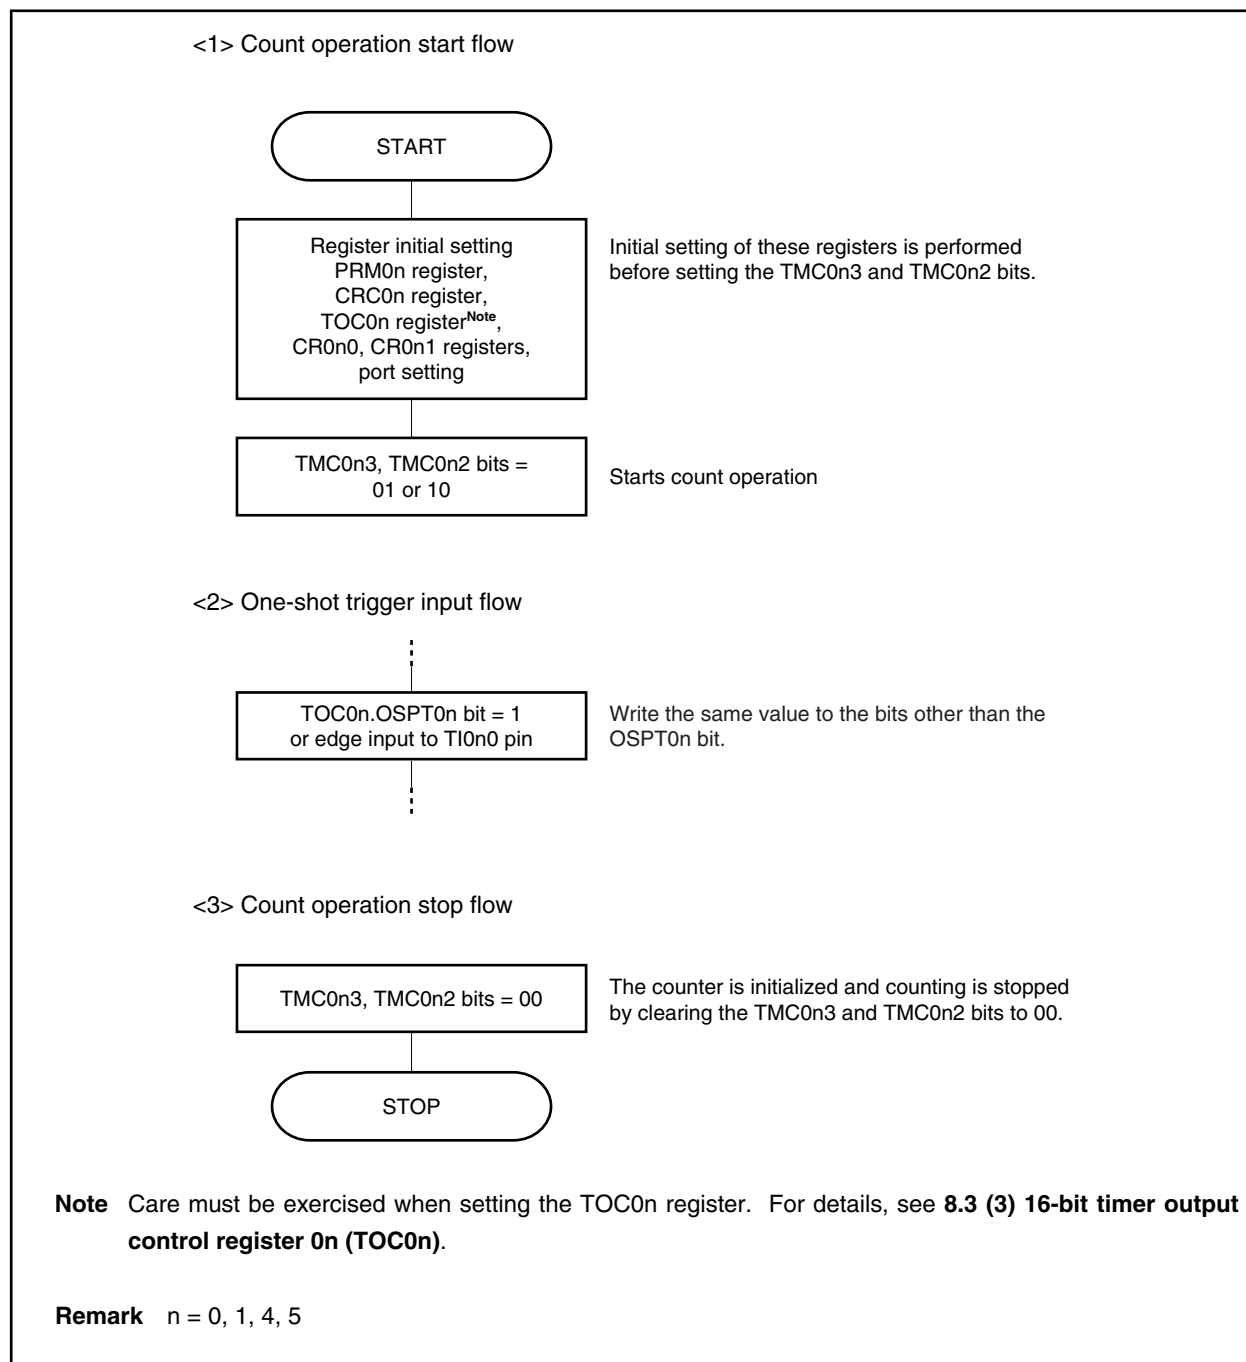 <1> Count operation start flow
START
Register initial setting
PRM0n register,
CRC0n register,
TOC0n registerNote,
CR0n0, CR0n1 registers,
port setting
Initial setting of these registers is performed
before setting the TMC0n3 and TMC0n2 bits.
TMC0n3, TMC0n2 bits =
01 or 10
Starts count operation
<2> One-shot trigger input flow
TOC0n.OSPT0n bit = 1
or edge input to TI0n0 pin
Write the same value to the bits other than the
OSPT0n bit.
<3> Count operation stop flow
TMC0n3, TMC0n2 bits = 00
The counter is initialized and counting is stopped
by clearing the TMC0n3 and TMC0n2 bits to 00.
STOP
Note Care must be exercised when setting the TOC0n register. For details, see 8.3 (3) 16-bit timer output
control register 0n (TOC0n).
Remark n = 0, 1, 4, 5